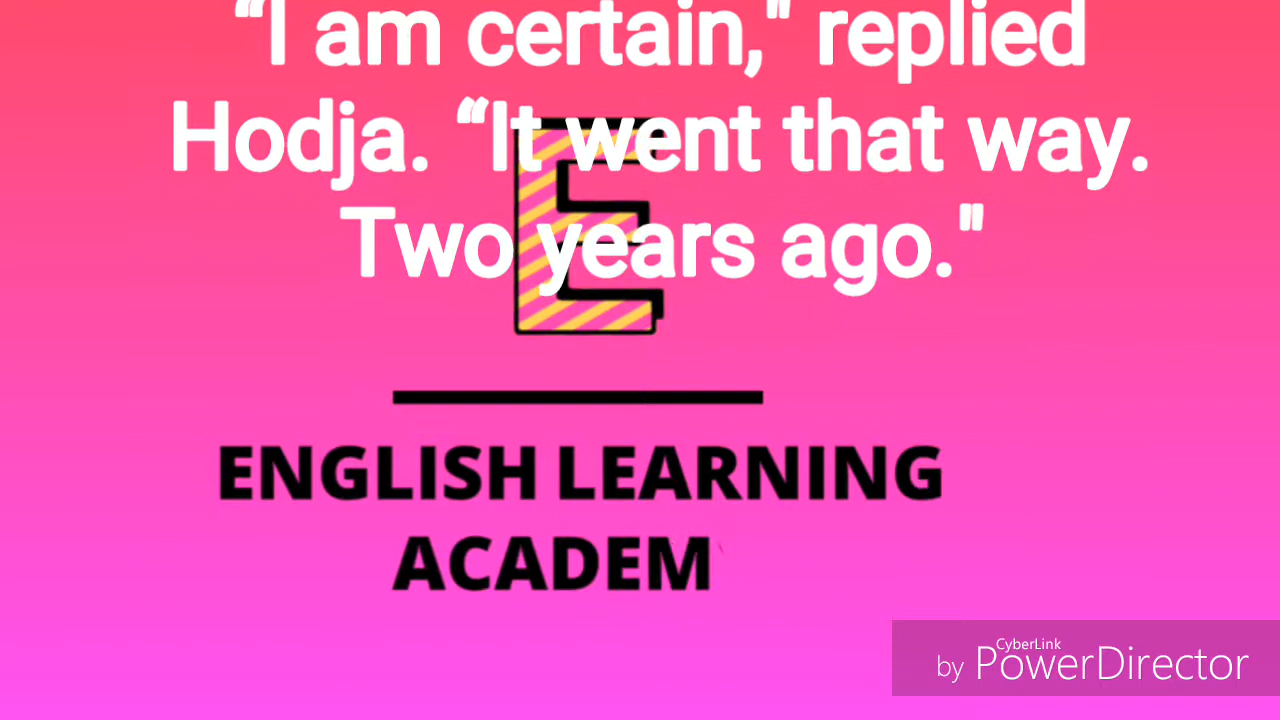 “I am certain," replied
Hodja. “It went that way.
Two years ago."
E
ENGLISH LEARNING
ACADEM
CyberLink
by PowerDirector